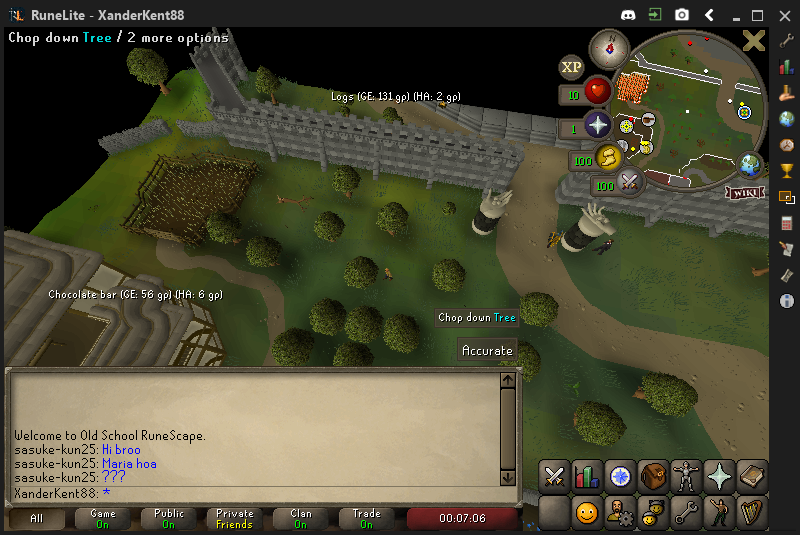 RuneLite - XanderKent88
Chop down Tree / 2 more options
Logs (GE: 131 gp) (HA: 2 gp)
XP
10
1
100
100
WIKI
Chocolate bar (GE: 56 gp) (HA: 6 gp)
Chop down Tree
Accurate
Welcome to Old School RuneScape.
sasuke-kun25: Hi broo
sasuke-kun25: Maria hoa
sasuke-kun25: ???
XanderKent88: *
All
Game
On
Public
On
Private
Friends
Clan
On
Trade
On
00:07:06